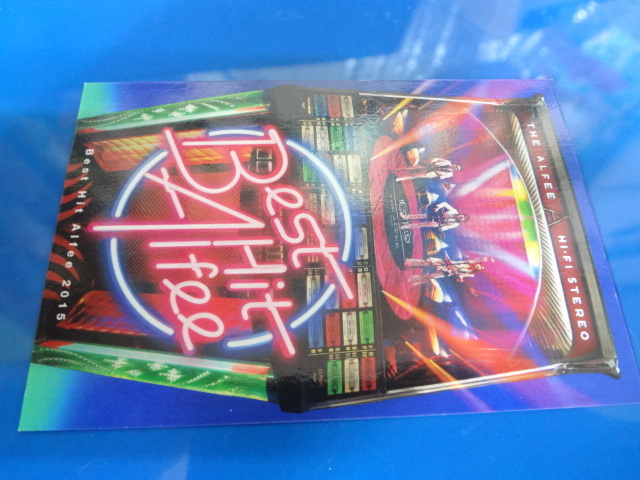 THE ALFEE HI-FI STEREO
Best
Hit
Alfee
Best Hit Alfee 2015